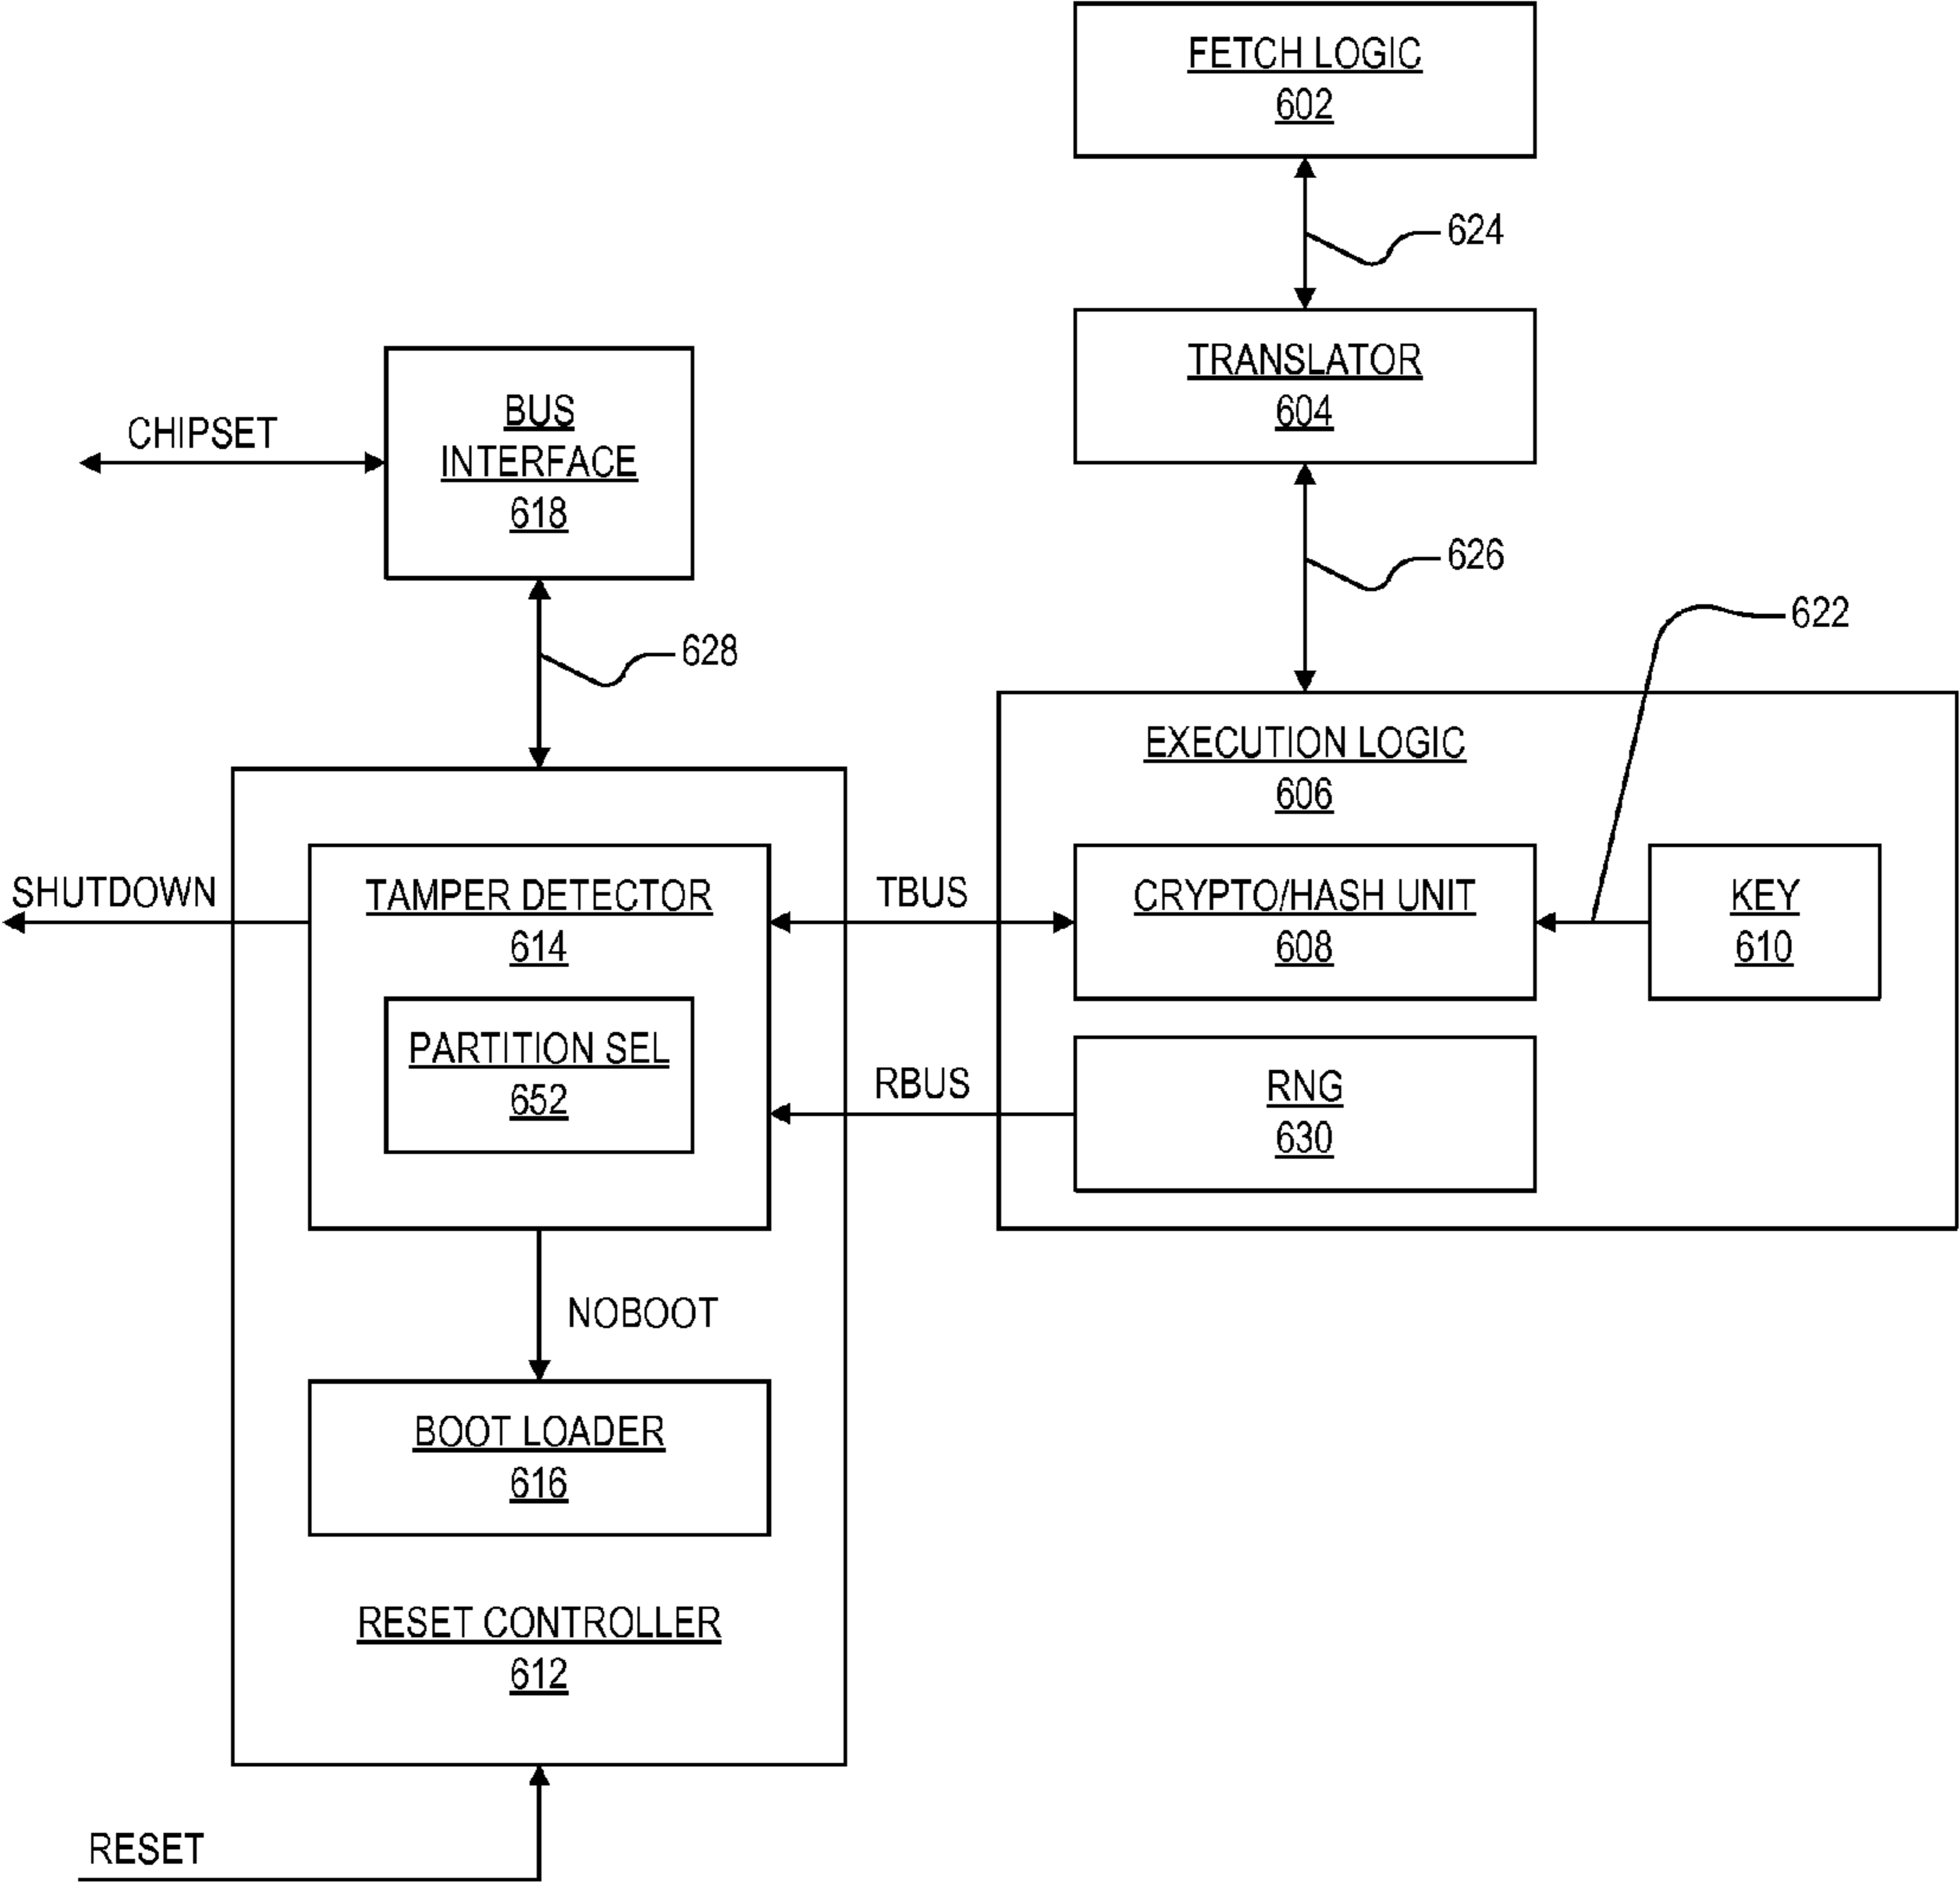 FETCH LOGIC
602
624
TRANSLATOR
604
BUS
INTERFACE
618
CHIPSET
626
622
628
EXECUTION LOGIC
606
SHUTDOWN
TAMPER DETECTOR
614
TBUS
CRYPTO/HASH UNIT
608
KEY
610
PARTITION SEL
652
RBUS
RNG
630
NOBOOT
BOOT LOADER
616
RESET CONTROLLER
612
RESET